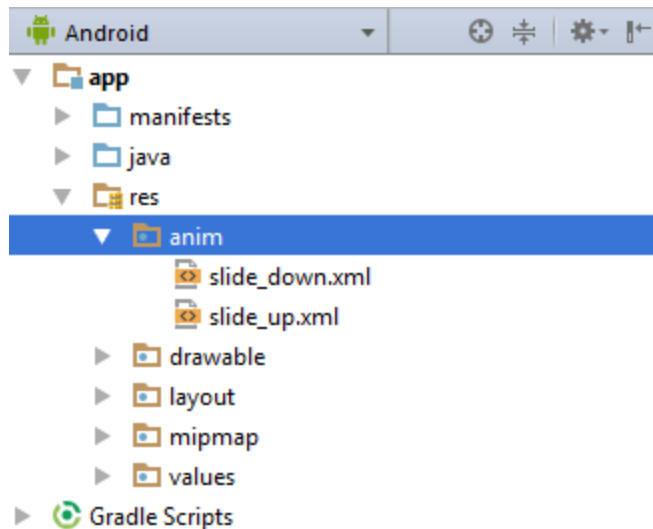 Android
app
manifests
java
res
anim
slide_down.xml
slide_up.xml
drawable
layout
mipmap
values
Gradle Scripts